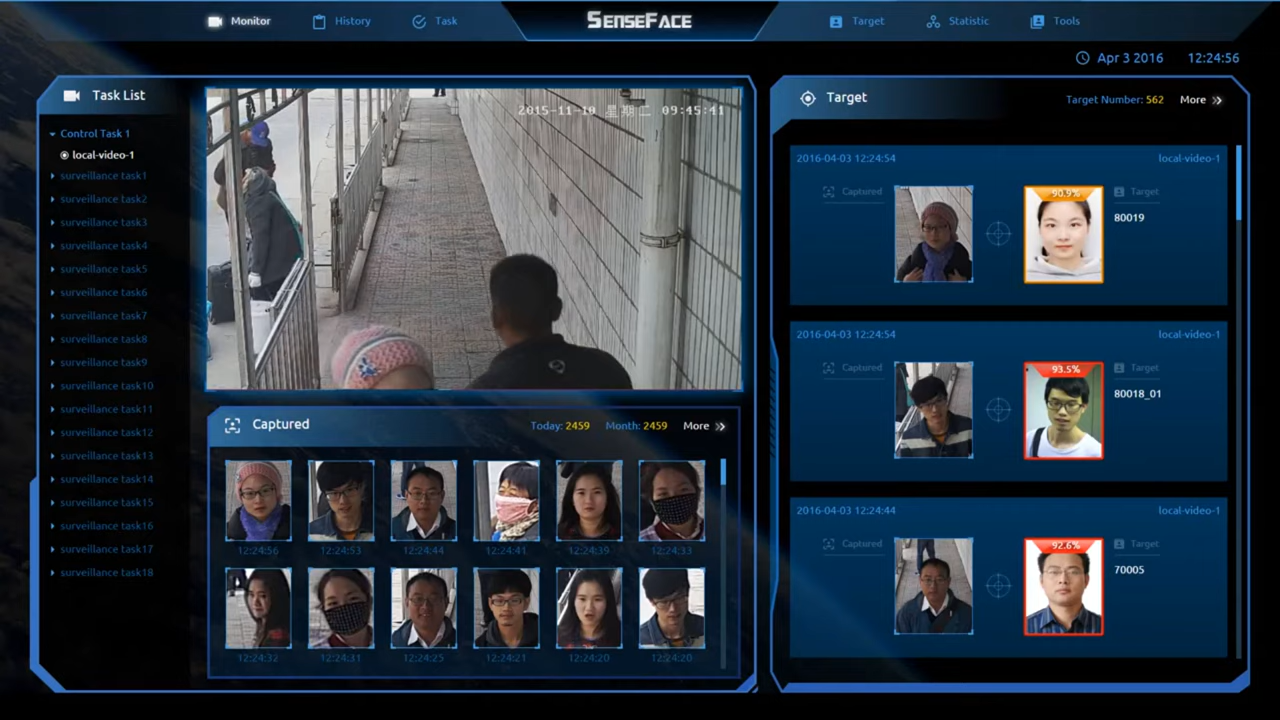 Monitor
History
Task
SENSEFACE
Target
Statistic
Tools
Apr 3 2016 12:24:56
Task List
Control Task 1
local-video-1
surveillance task1
surveillance task2
surveillance task3
surveillance task4
surveillance task5
surveillance task6
surveillance task7
surveillance task8
surveillance task9
surveillance task10
surveillance task11
surveillance task12
surveillance task13
surveillance task14
surveillance task15
surveillance task16
surveillance task17
surveillance task18
2015-11-10 星期二 09:45:41
Captured
Today: 2459 Month: 2459 More
12:24:56 12:24:53 12:24:44 12:24:41 12:24:39 12:24:33
12:24:32 12:24:31 12:24:25 12:24:21 12:24:20 12:24:20
Target
Target Number: 562 More
2016-04-03 12:24:54 local-video-1
Captured
90.9%
Target
80019
2016-04-03 12:24:54 local-video-1
Captured
93.5%
Target
80018_01
2016-04-03 12:24:44 local-video-1
Captured
92.6%
Target
70005